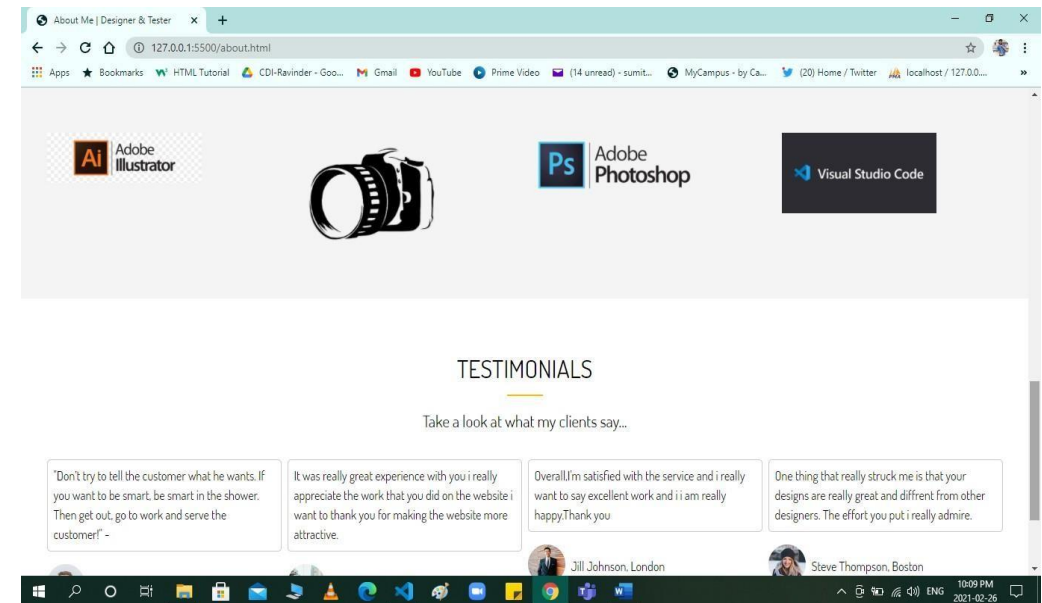 About Me | Designer & Tester
127.0.0.1:5500/about.html
Apps Bookmarks HTML Tutorial CDI-Ravinder - Goo... Gmail YouTube Prime Video (14 unread) - sumit... MyCampus - by Ca... (20) Home / Twitter localhost / 127.0.0.... »
Ai Adobe
Illustrator
Ps Adobe
Photoshop
Visual Studio Code
TESTIMONIALS
Take a look at what my clients say...
"Don't try to tell the customer what he wants. If
you want to be smart, be smart in the shower.
Then get out, go to work and serve the
customer!" -
It was really great experience with you i really
appreciate the work that you did on the website i
want to thank you for making the website more
attractive.
Overall,I'm satisfied with the service and i really
want to say excellent work and i i am really
happy.Thank you
Jill Johnson, London
One thing that really struck me is that your
designs are really great and diffrent from other
designers. The effort you put i really admire.
Steve Thompson, Boston
ENG
10:09 PM
2021-02-26